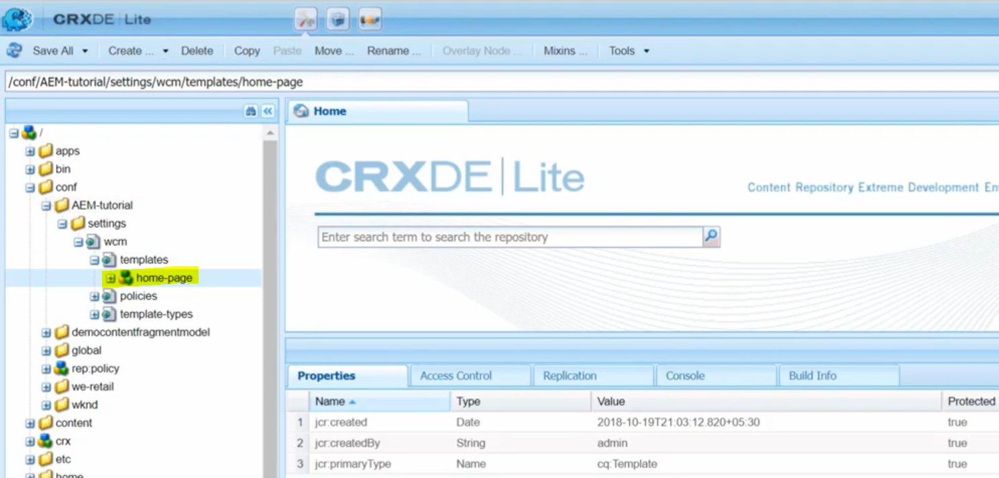 CRXDE | Lite
Save All Create ... Delete Copy Paste Move ... Rename ... Overlay Node ... Mixins ... Tools
/conf/AEM-tutorial/settings/wcm/templates/home-page
Home
/
apps
bin
conf
AEM-tutorial
settings
wcm
templates
home-page
policies
template-types
democontentfragmentmodel
global
rep:policy
we-retail
wknd
content
crx
etc
home
CRXDE | Lite
Content Repository Extreme Development
Enter search term to search the repository
Properties Access Control Replication Console Build Info
Name Type Value Protected
1 jcr:created Date 2018-10-19T21:03:12.820+05:30 true
2 jcr:createdBy String admin true
3 jcr:primaryType Name cq:Template true